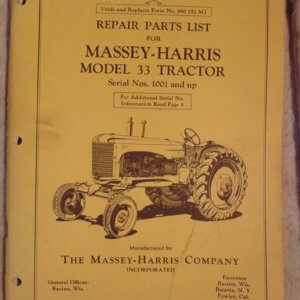 Voids and Replaces Form No. 690 192 M1
REPAIR PARTS LIST
FOR
MASSEY-HARRIS
MODEL 33 TRACTOR
Serial Nos. 1001 and up
For Additional Serial No.
Information Read Page 5
Manufactured by
THE MASSEY-HARRIS COMPANY
INCORPORATED
General Offices:
Racine, Wis.
Factories:
Racine, Wis.
Batavia, N. Y.
Fowler, Cal.